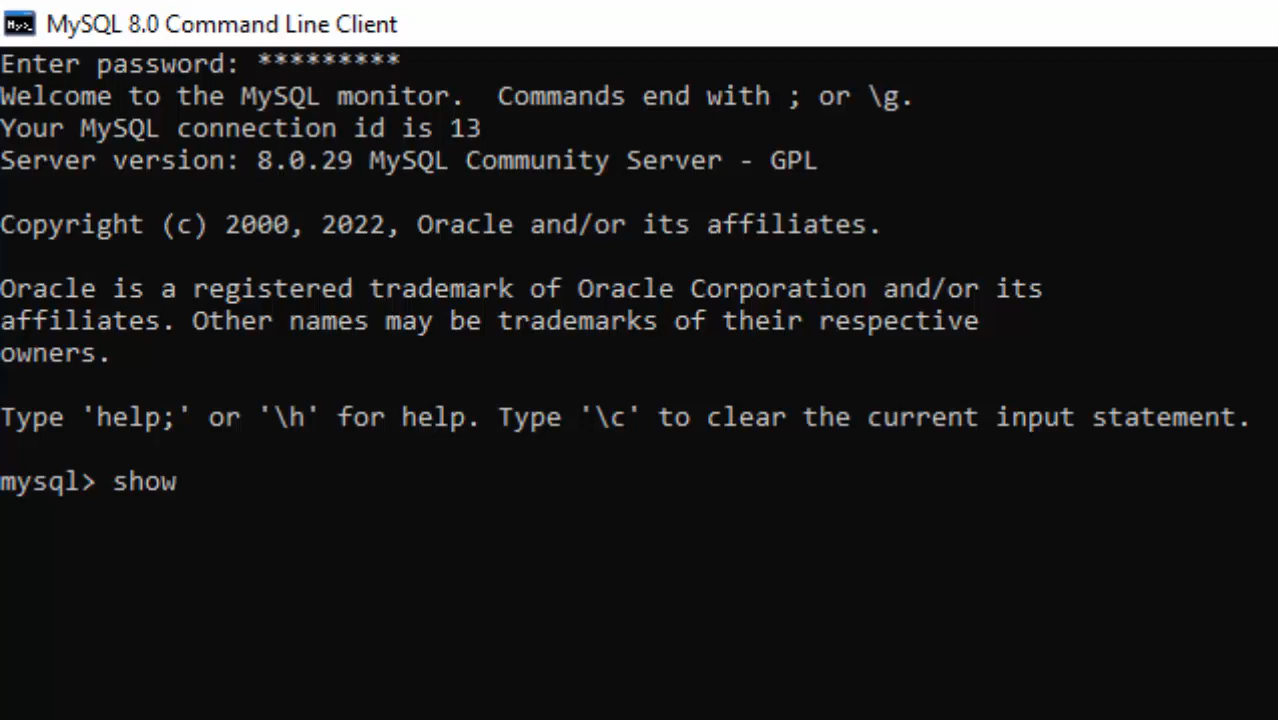 MySQL 8.0 Command Line Client
Enter password: *********
Welcome to the MySQL monitor.  Commands end with ; or \g.
Your MySQL connection id is 13
Server version: 8.0.29 MySQL Community Server - GPL
Copyright (c) 2000, 2022, Oracle and/or its affiliates.
Oracle is a registered trademark of Oracle Corporation and/or its
affiliates. Other names may be trademarks of their respective
owners.
Type 'help;' or '\h' for help. Type '\c' to clear the current input statement.
mysql> show